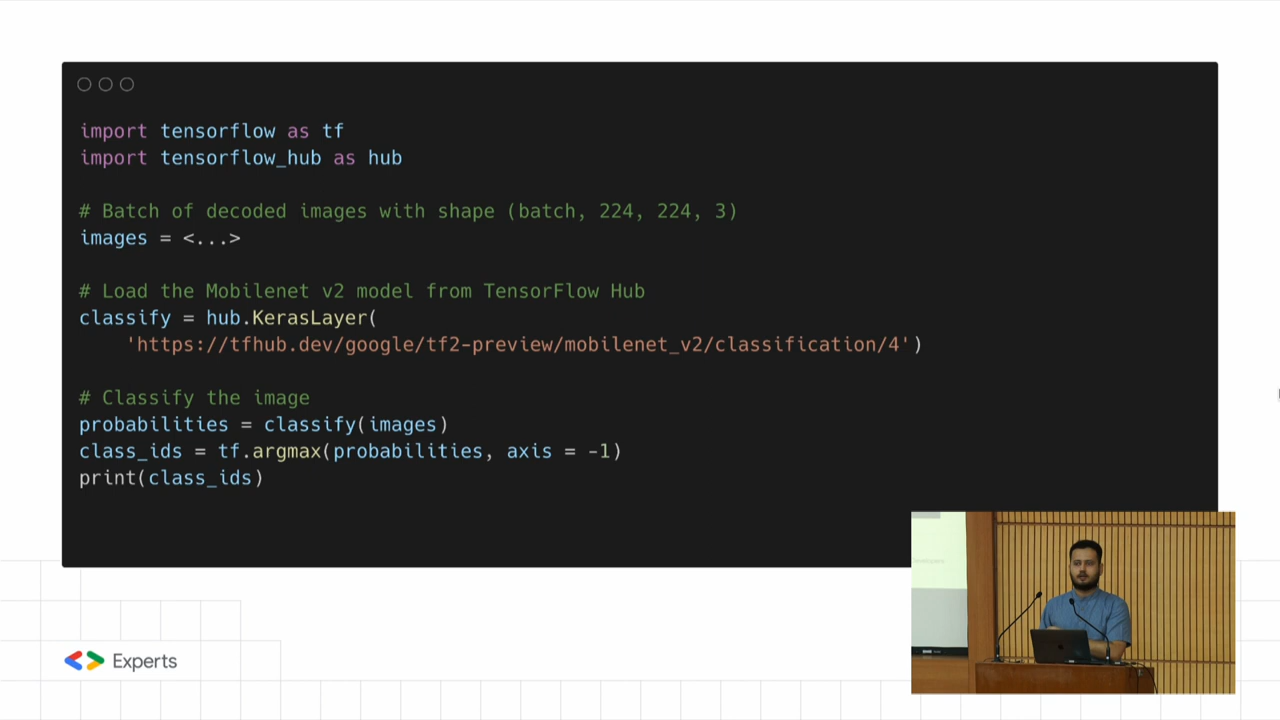 import tensorflow as tf
import tensorflow_hub as hub
# Batch of decoded images with shape (batch, 224, 224, 3)
images = <...>
# Load the Mobilenet v2 model from TensorFlow Hub
classify = hub.KerasLayer(
'https://tfhub.dev/google/tf2-preview/mobilenet_v2/classification/4')
# Classify the image
probabilities = classify(images)
class_ids = tf.argmax(probabilities, axis = -1)
print(class_ids)
Experts